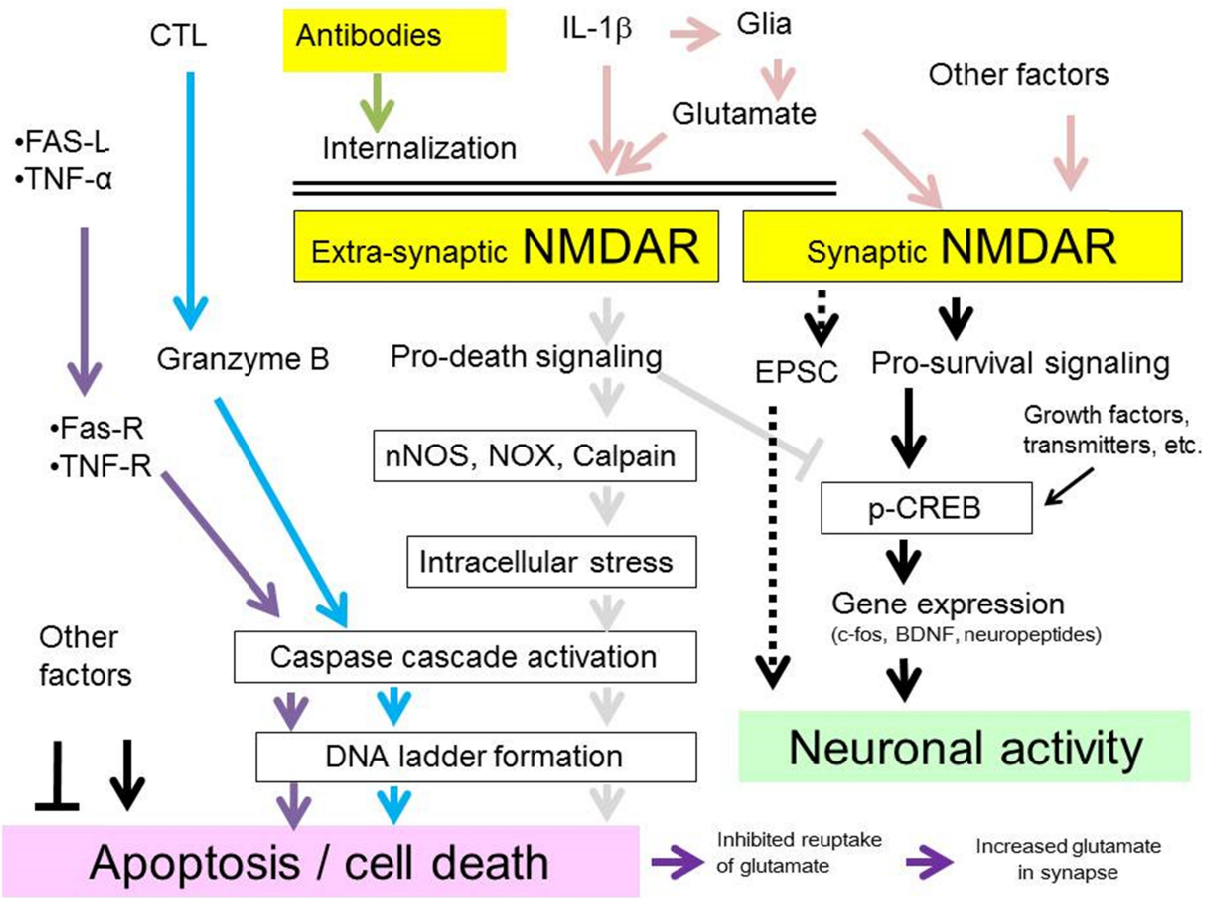 CTL
Antibodies
IL-1β
Glia
Other factors
Glutamate
•FAS-L
•TNF-α
Internalization
Extra-synaptic NMDAR
Synaptic NMDAR
Granzyme B
Pro-death signaling
EPSC
Pro-survival signaling
•Fas-R
•TNF-R
nNOS, NOX, Calpain
Growth factors,
transmitters, etc.
p-CREB
Intracellular stress
Gene expression
(c-fos, BDNF, neuropeptides)
Other
factors
Caspase cascade activation
DNA ladder formation
Neuronal activity
Apoptosis / cell death
Inhibited reuptake
of glutamate
Increased glutamate
in synapse